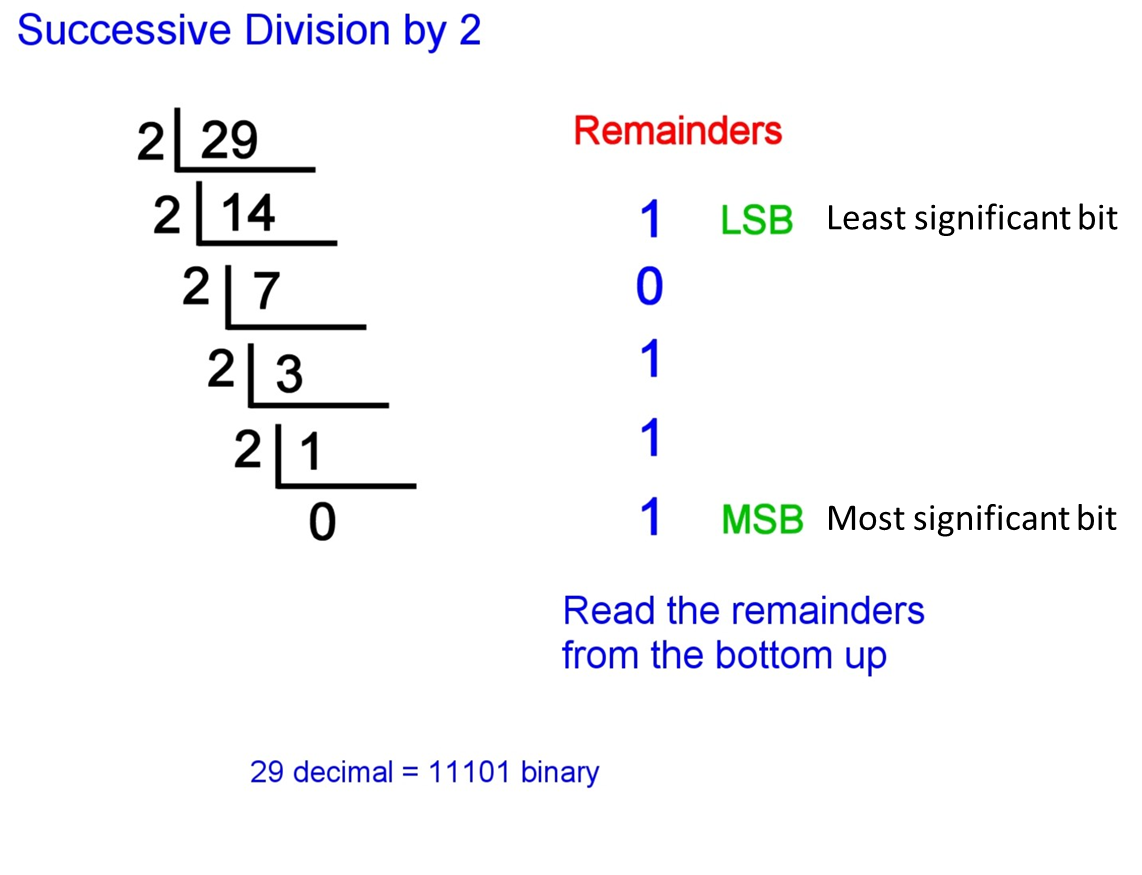 Successive Division by 2
2 29
Remainders
2 14
1 LSB Least significant bit
2 7
0
2 3
1
2 1
1
0
1 MSB Most significant bit
Read the remainders
from the bottom up
29 decimal = 11101 binary